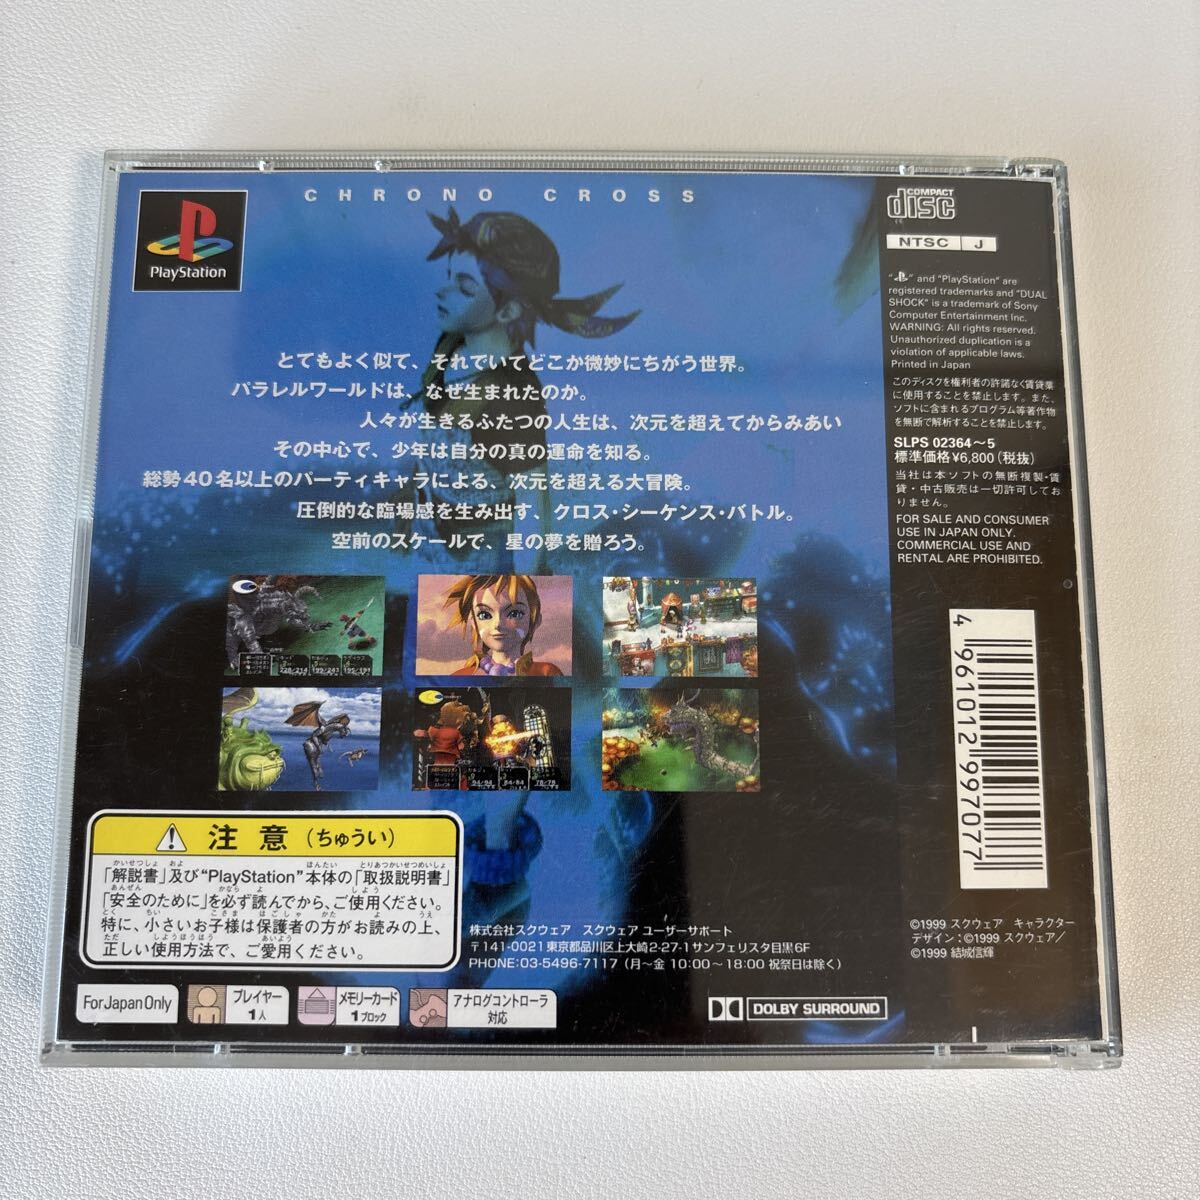 CHRONO CROSS
PlayStation
とてもよく似て、それでいてどこか微妙にちがう世界。
パラレルワールドは、なぜ生まれたのか。
人々が生きるふたつの人生は、次元を超えてからみあい
その中心で、少年は自分の真の運命を知る。
総勢40名以上のパーティキャラによる、次元を超える大冒険。
圧倒的な臨場感を生み出す、クロス・シーケンス・バトル。
空前のスケールで、星の夢を贈ろう。
COMPACT
disc
NTSC J
" " and "PlayStation" are
registered trademarks and "DUAL
SHOCK" is a trademark of Sony
Computer Entertainment Inc.
WARNING: All rights reserved.
Unauthorized duplication is a
violation of applicable laws.
Printed in Japan
このディスクを権利者の許諾なく賃貸業
に使用することを禁止します。また、
ソフトに含まれるプログラム等著作物
を無断で解析することを禁止します。
SLPS 02364～5
標準価格¥6,800(税抜)
当社は本ソフトの無断複製・賃
貸・中古販売は一切許可してお
りません。
FOR SALE AND CONSUMER
USE IN JAPAN ONLY.
COMMERCIAL USE AND
RENTAL ARE PROHIBITED.
4 961012 997077
注意(ちゅうい)
「解説書」及び"PlayStation"本体の「取扱説明書」
「安全のために」を必ず読んでから、ご使用ください。
特に、小さいお子様は保護者の方がお読みの上、
正しい使用方法で、ご愛用ください。
株式会社スクウェア スクウェア ユーザーサポート
〒141-0021 東京都品川区上大崎2-27-1サンフェリスタ目黒6F
PHONE:03-5496-7117(月～金 10:00～18:00 祝祭日は除く)
©1999 スクウェア キャラクター
デザイン:©1999 スクウェア/
©1999 結城信輝
For Japan Only
プレイヤー
1人
メモリーカード
1ブロック
アナログコントローラ
対応
DOLBY SURROUND